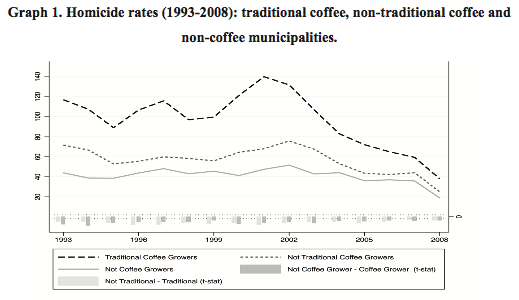 Graph 1. Homicide rates (1993-2008): traditional coffee, non-traditional coffee and
non-coffee municipalities.
140
120
100
80
60
40
20
0
1993 1996 1999 2002 2005 2008
Traditional Coffee Growers Not Traditional Coffee Growers
Not Coffee Growers Not Coffee Grower - Coffee Grower (t-stat)
Not Traditional - Traditional (t-stat)